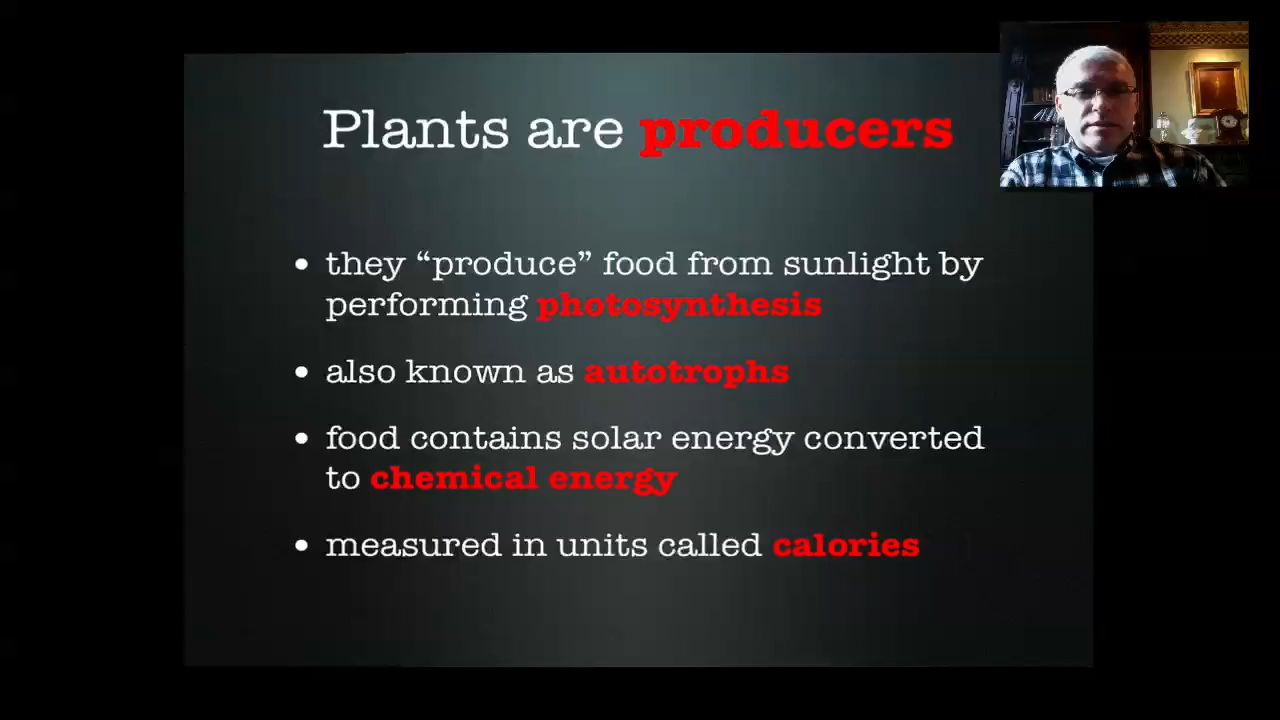 Plants are producers
• they “produce” food from sunlight by
performing photosynthesis
• also known as autotrophs
• food contains solar energy converted
to chemical energy
• measured in units called calories